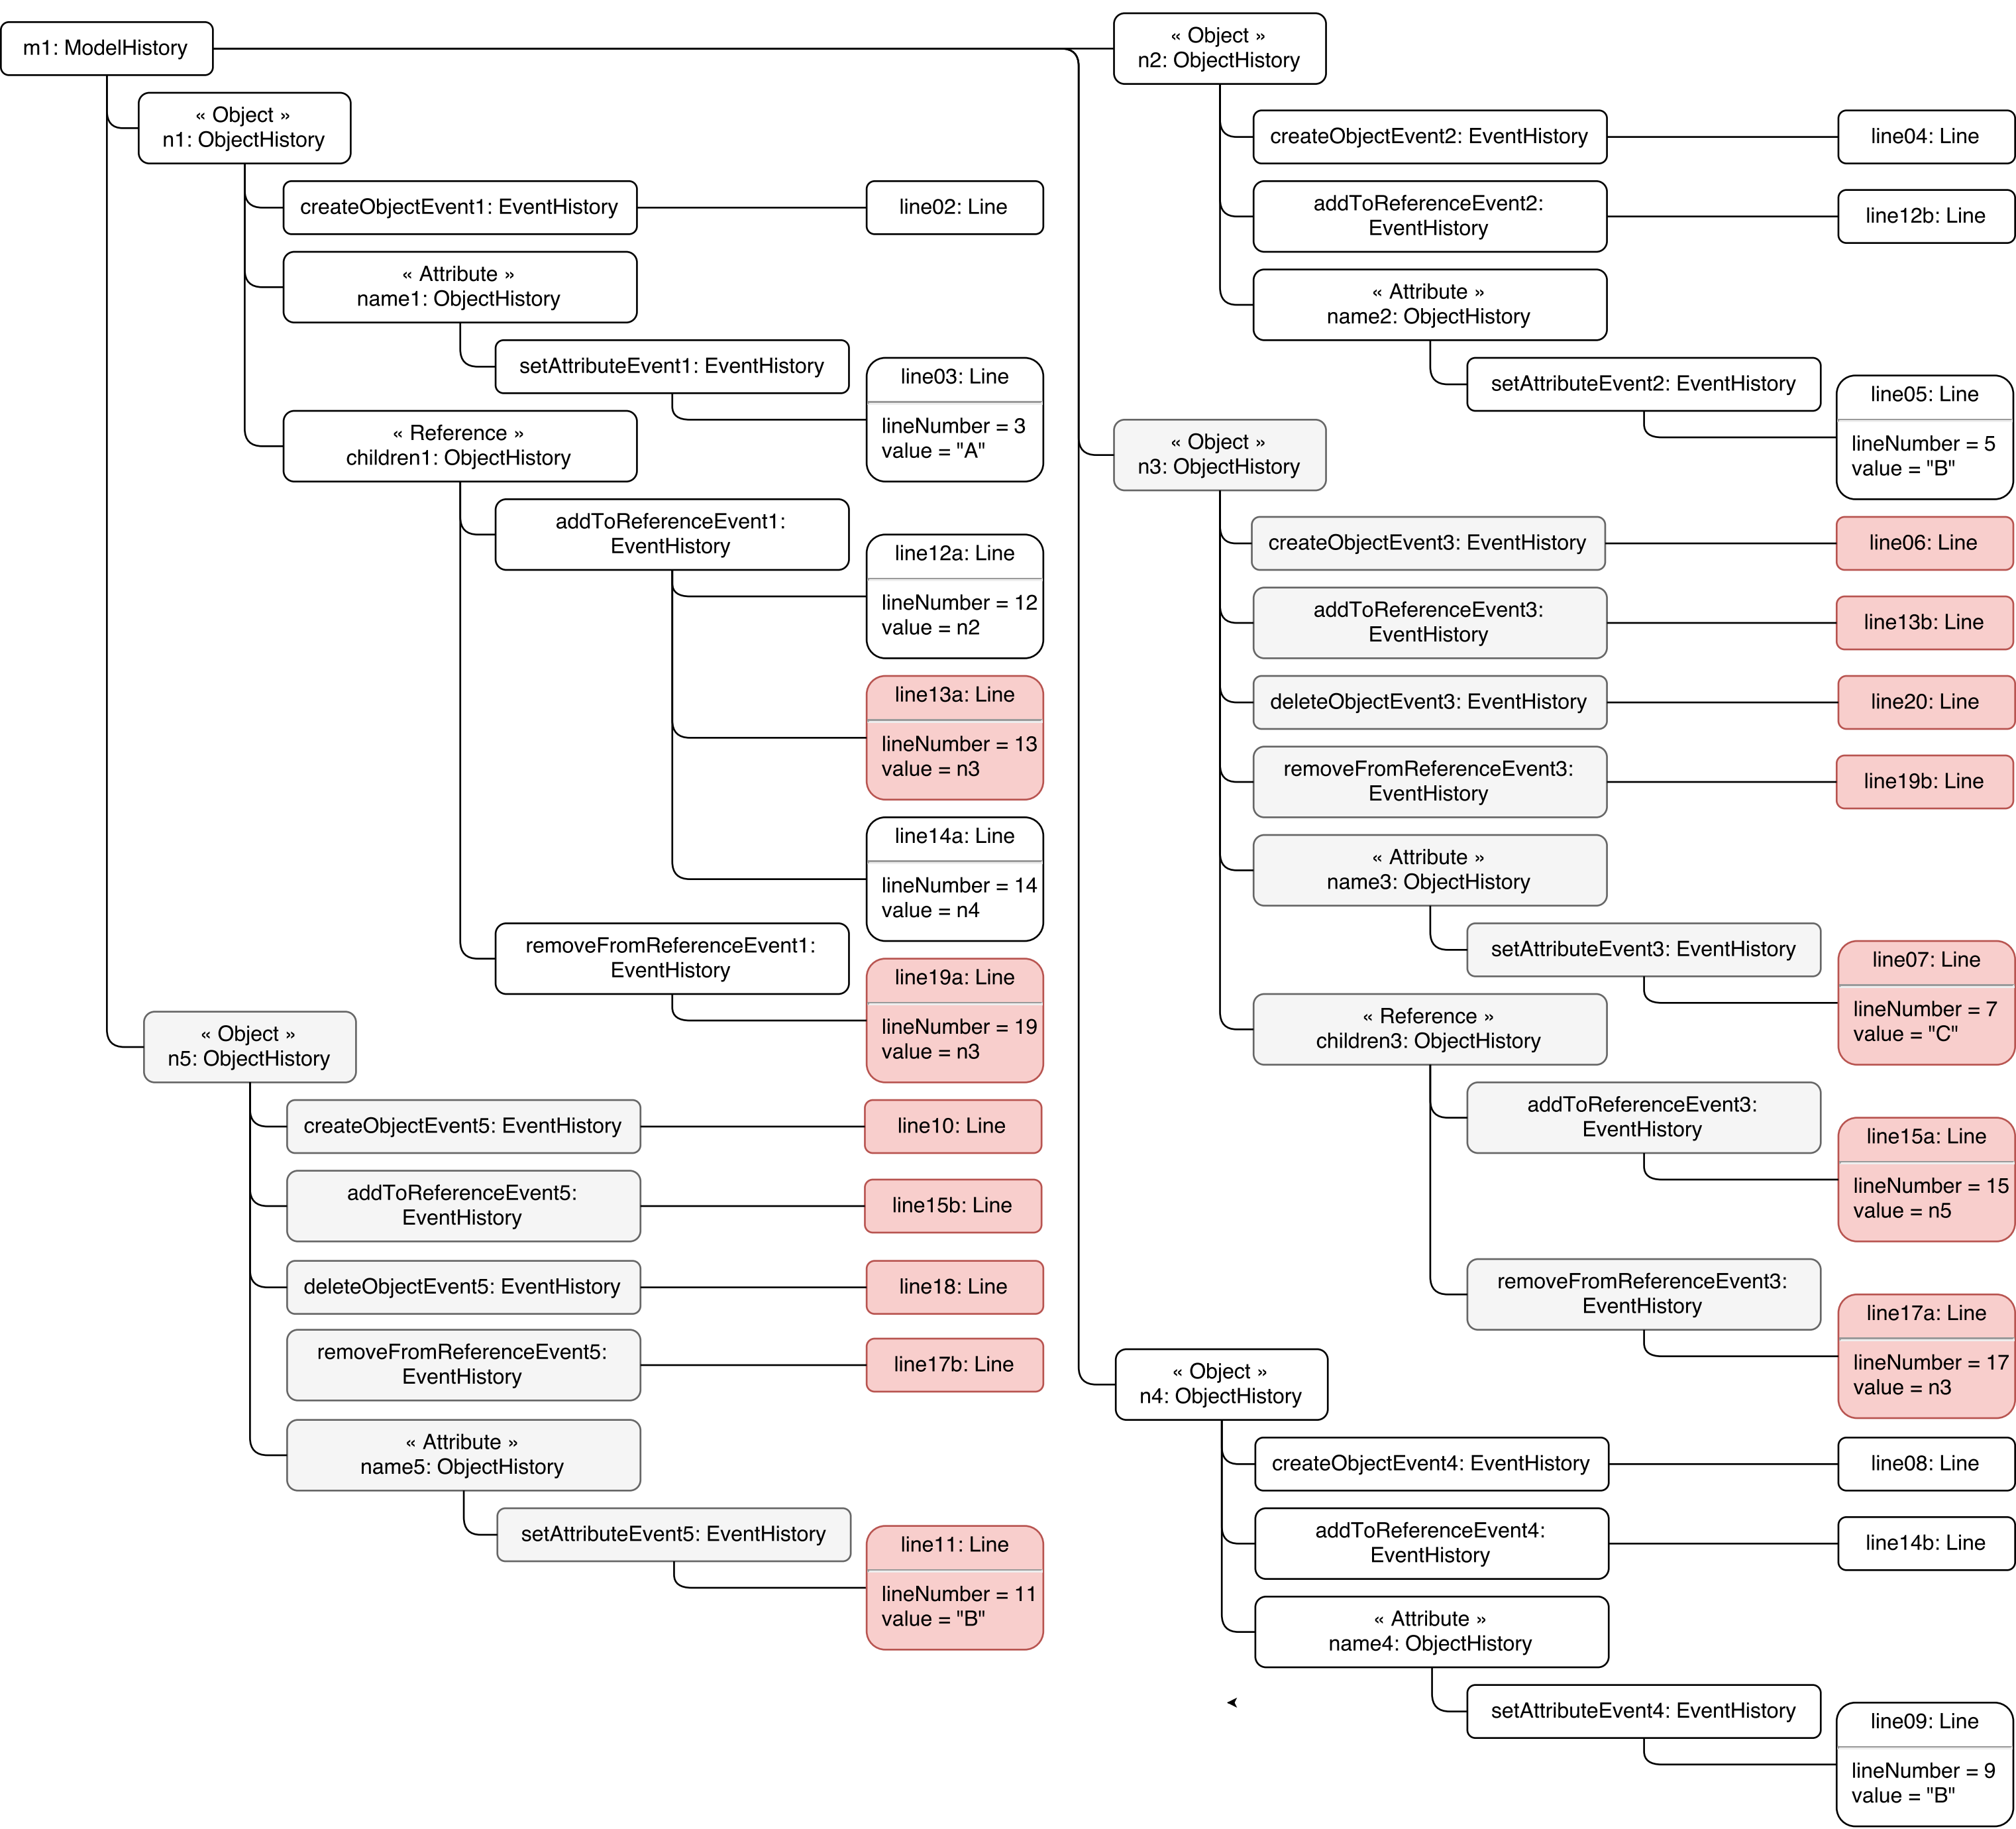 m1: ModelHistory
« Object »
n1: ObjectHistory
createObjectEvent1: EventHistory
line02: Line
« Attribute »
name1: ObjectHistory
setAttributeEvent1: EventHistory
line03: Line
lineNumber = 3
value = "A"
« Reference »
children1: ObjectHistory
addToReferenceEvent1:
EventHistory
line12a: Line
lineNumber = 12
value = n2
line13a: Line
lineNumber = 13
value = n3
line14a: Line
lineNumber = 14
value = n4
removeFromReferenceEvent1:
EventHistory
line19a: Line
lineNumber = 19
value = n3
« Object »
n5: ObjectHistory
createObjectEvent5: EventHistory
line10: Line
addToReferenceEvent5:
EventHistory
line15b: Line
deleteObjectEvent5: EventHistory
line18: Line
removeFromReferenceEvent5:
EventHistory
line17b: Line
« Attribute »
name5: ObjectHistory
setAttributeEvent5: EventHistory
line11: Line
lineNumber = 11
value = "B"
« Object »
n2: ObjectHistory
createObjectEvent2: EventHistory
line04: Line
addToReferenceEvent2:
EventHistory
line12b: Line
« Attribute »
name2: ObjectHistory
setAttributeEvent2: EventHistory
line05: Line
lineNumber = 5
value = "B"
« Object »
n3: ObjectHistory
createObjectEvent3: EventHistory
line06: Line
addToReferenceEvent3:
EventHistory
line13b: Line
deleteObjectEvent3: EventHistory
line20: Line
removeFromReferenceEvent3:
EventHistory
line19b: Line
« Attribute »
name3: ObjectHistory
setAttributeEvent3: EventHistory
line07: Line
lineNumber = 7
value = "C"
« Reference »
children3: ObjectHistory
addToReferenceEvent3:
EventHistory
line15a: Line
lineNumber = 15
value = n5
removeFromReferenceEvent3:
EventHistory
line17a: Line
lineNumber = 17
value = n3
« Object »
n4: ObjectHistory
createObjectEvent4: EventHistory
line08: Line
addToReferenceEvent4:
EventHistory
line14b: Line
« Attribute »
name4: ObjectHistory
setAttributeEvent4: EventHistory
line09: Line
lineNumber = 9
value = "B"